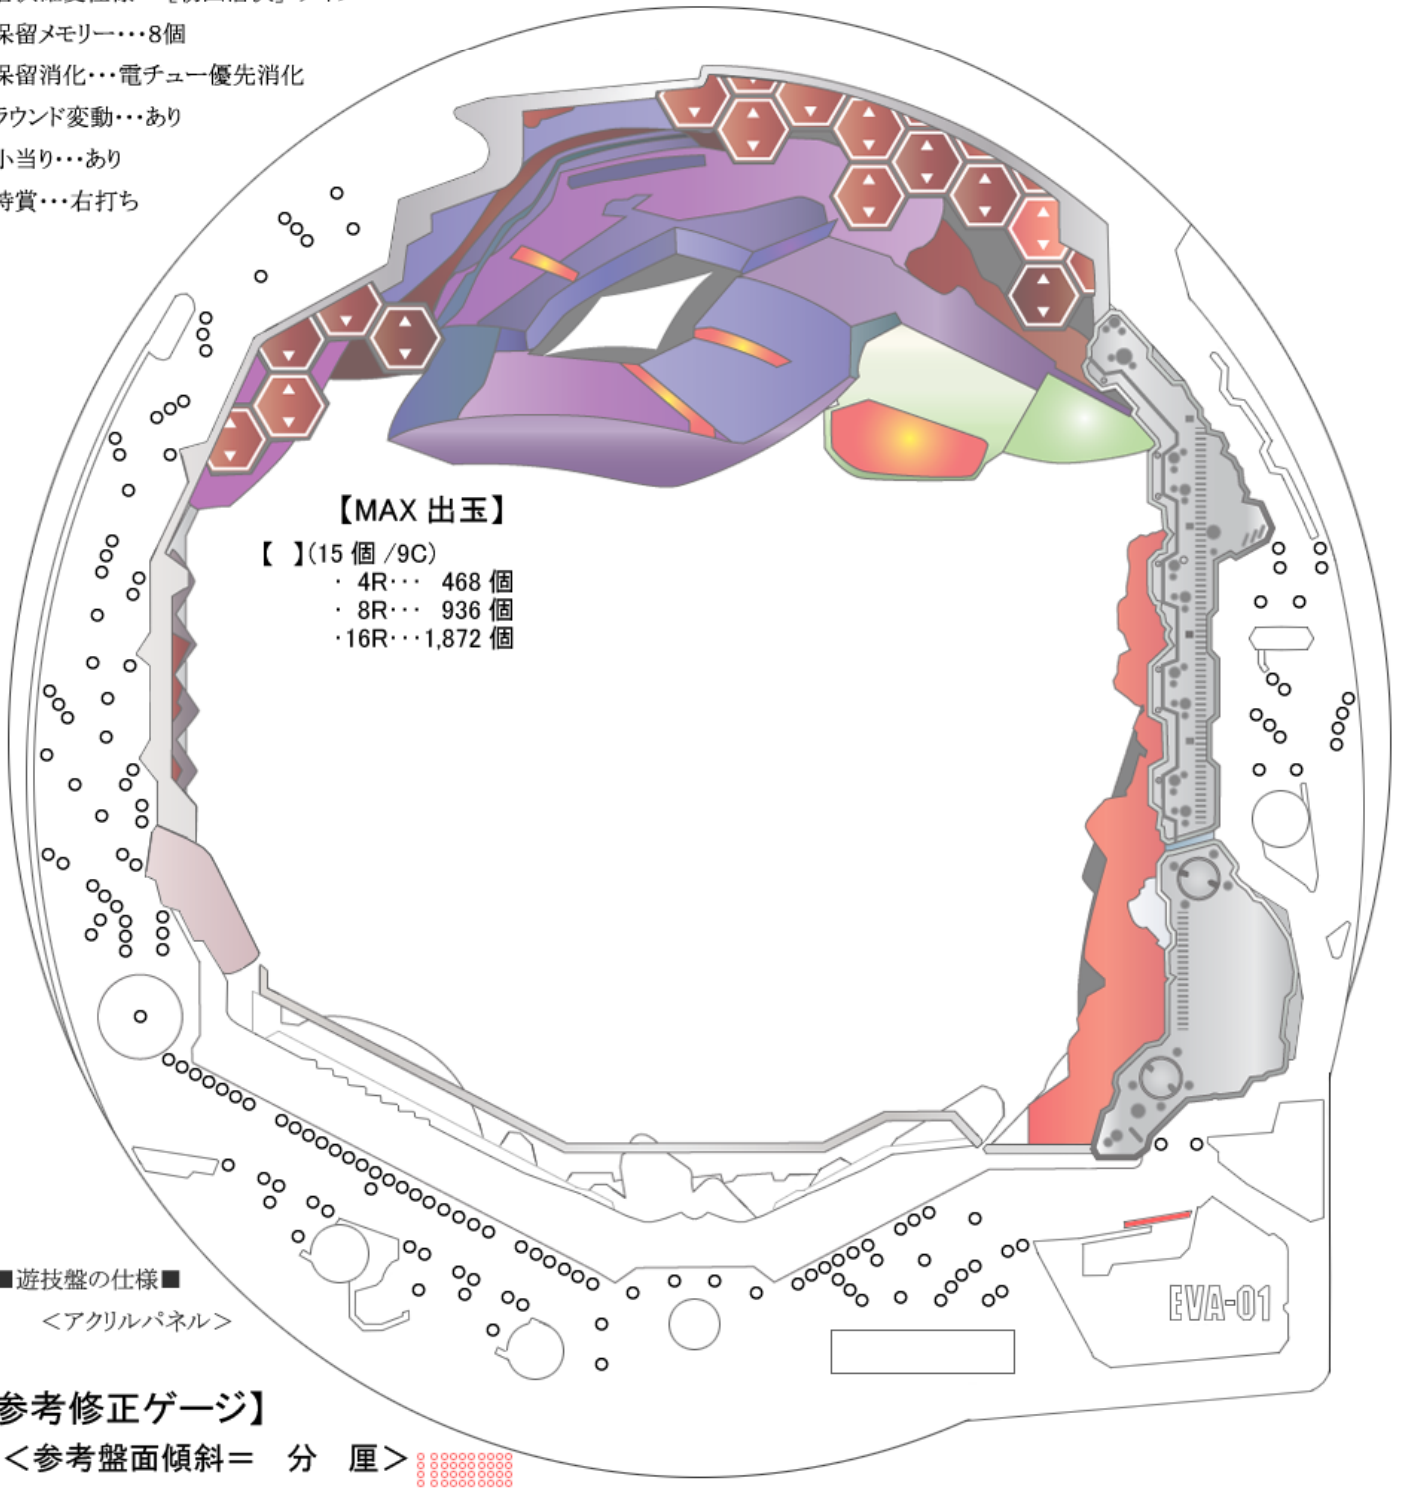 保留メモリー・・・8個
保留消化・・・電チュー優先消化
ラウンド変動・・・あり
小当り・・・あり
特賞・・・右打ち
【MAX 出玉】
【 】(15 個 /9C)
・ 4R・・・ 468 個
・ 8R・・・ 936 個
・16R・・・1,872 個
■遊技盤の仕様■
＜アクリルパネル＞
EVA-01
参考修正ゲージ】
＜参考盤面傾斜＝ 分 厘＞